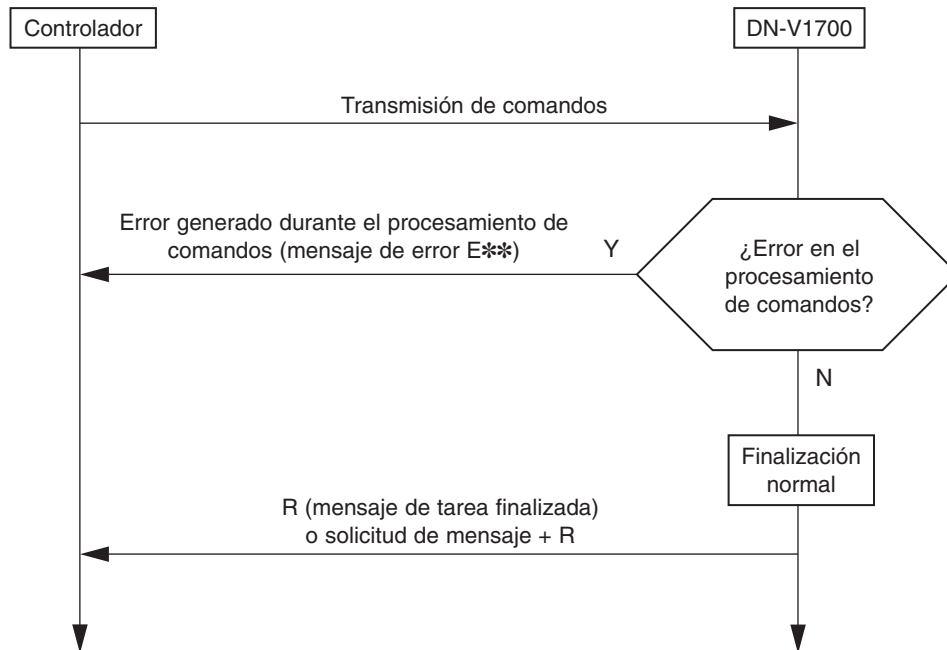 Controlador
DN-V1700
Transmisión de comandos
Error generado durante el procesamiento de
comandos (mensaje de error E✽✽)
Y
¿Error en el
procesamiento
de comandos?
N
Finalización
normal
R (mensaje de tarea finalizada)
o solicitud de mensaje + R